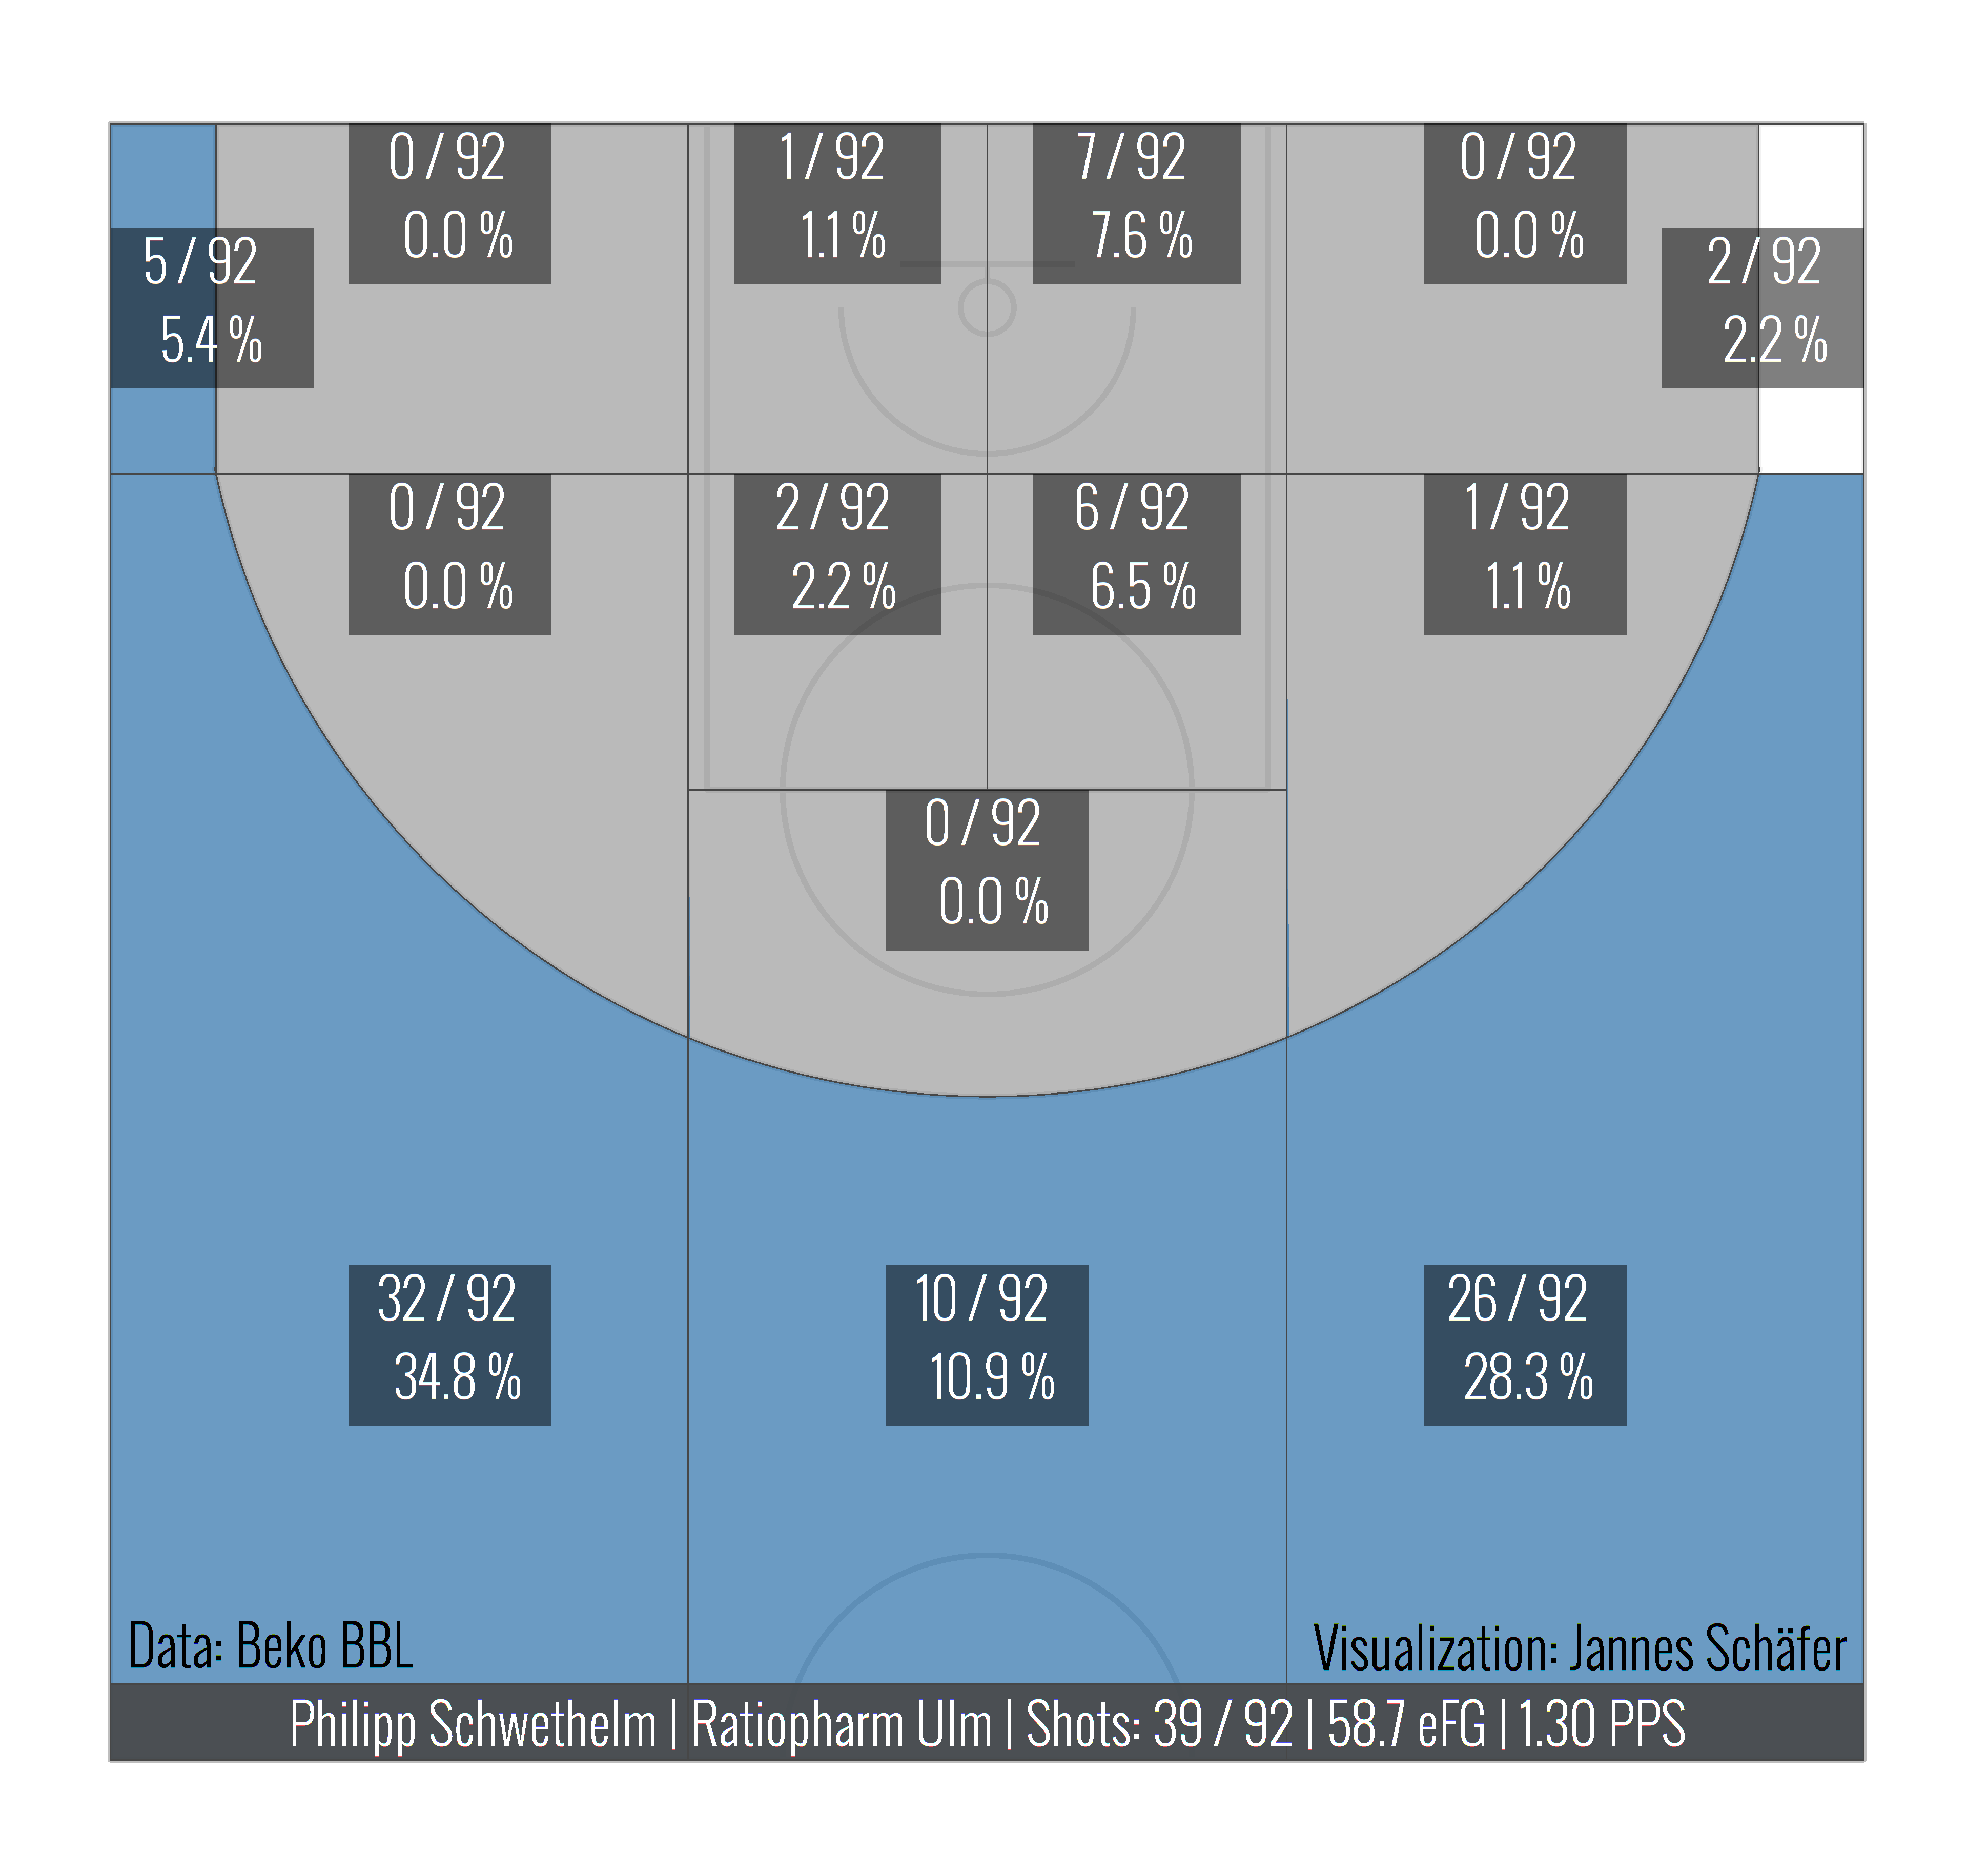 0 / 92
0.0 %
1 / 92
1.1 %
7 / 92
7.6 %
0 / 92
0.0 %
5 / 92
5.4 %
2 / 92
2.2 %
0 / 92
0.0 %
2 / 92
2.2 %
6 / 92
6.5 %
1 / 92
1.1 %
0 / 92
0.0 %
32 / 92
34.8 %
10 / 92
10.9 %
26 / 92
28.3 %
Data: Beko BBL
Visualization: Jannes Schäfer
Philipp Schwethelm | Ratiopharm Ulm | Shots: 39 / 92 | 58.7 eFG | 1.30 PPS